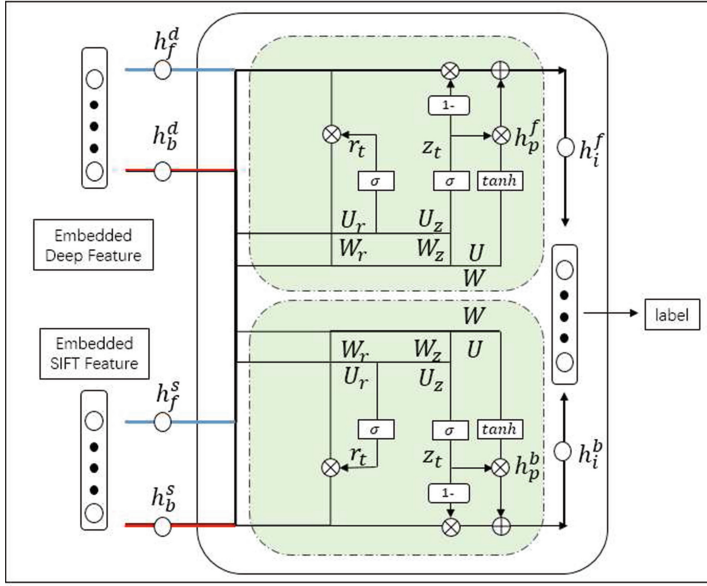 h_f^d
h_b^d
Embedded
Deep Feature
Embedded
SIFT Feature
h_f^s
h_b^s
1-
r_t
z_t
h_p^f
σ
σ
tanh
U_r
U_z
W_r
W_z
U
W
h_i^f
W
W_r
W_z
U
U_r
U_z
σ
σ
tanh
r_t
z_t
h_p^b
1-
h_i^b
label